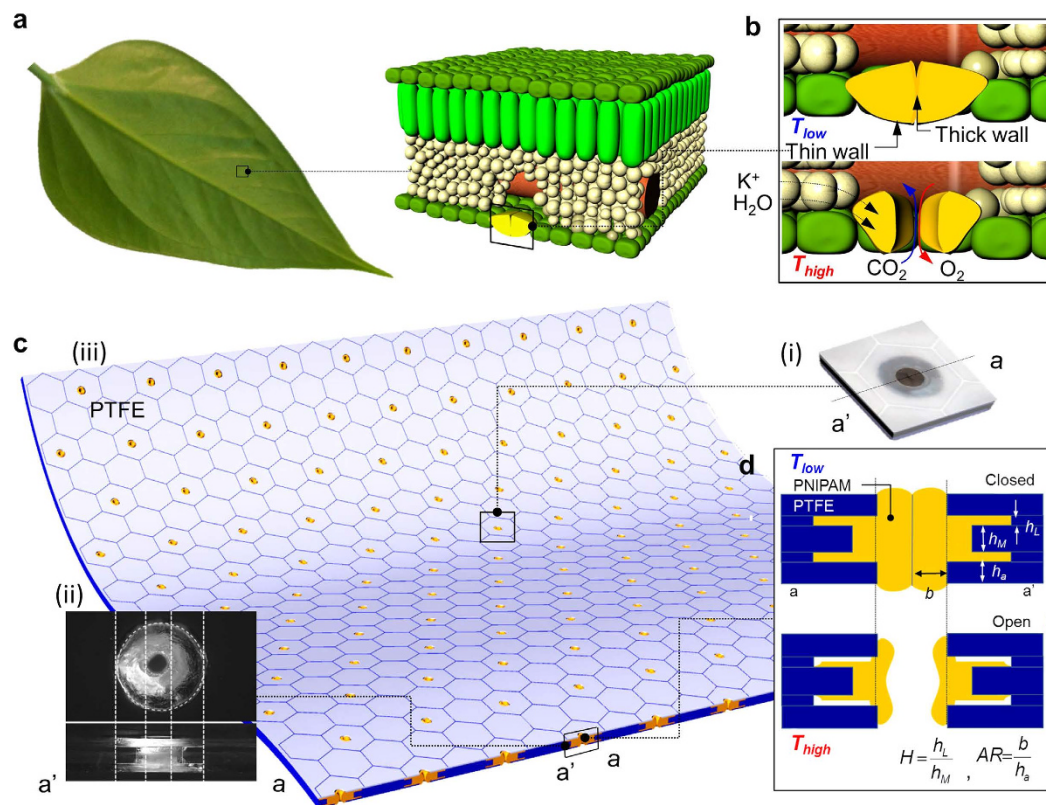 a
b
T_low
Thin wall
Thick wall
K⁺
H₂O
T_high
CO₂
O₂
c
(iii)
PTFE
(i)
a
a'
d
T_low
PNIPAM
Closed
PTFE
h_L
h_M
h_a
b
a
a'
Open
T_high
H = h_L / h_M , AR = b / h_a
(ii)
a'
a
a'
a